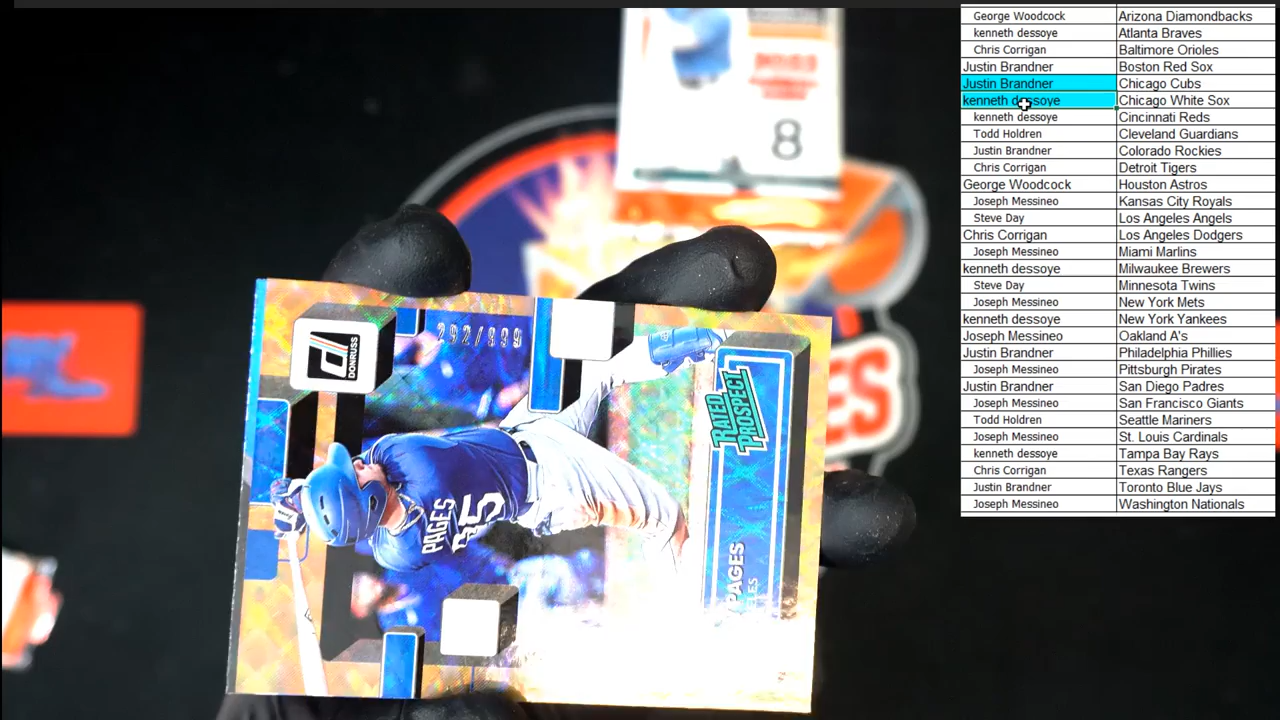 George Woodcock Arizona Diamondbacks
kenneth dessoye Atlanta Braves
Chris Corrigan Baltimore Orioles
Justin Brandner Boston Red Sox
Justin Brandner Chicago Cubs
kenneth dessoye Chicago White Sox
kenneth dessoye Cincinnati Reds
Todd Holdren Cleveland Guardians
Justin Brandner Colorado Rockies
Chris Corrigan Detroit Tigers
George Woodcock Houston Astros
Joseph Messineo Kansas City Royals
Steve Day Los Angeles Angels
Chris Corrigan Los Angeles Dodgers
Joseph Messineo Miami Marlins
kenneth dessoye Milwaukee Brewers
Steve Day Minnesota Twins
Joseph Messineo New York Mets
kenneth dessoye New York Yankees
Joseph Messineo Oakland A's
Justin Brandner Philadelphia Phillies
Joseph Messineo Pittsburgh Pirates
Justin Brandner San Diego Padres
Joseph Messineo San Francisco Giants
Todd Holdren Seattle Mariners
Joseph Messineo St. Louis Cardinals
kenneth dessoye Tampa Bay Rays
Chris Corrigan Texas Rangers
Justin Brandner Toronto Blue Jays
Joseph Messineo Washington Nationals
8
DONRUSS
292/999
RATED
PROSPECT
PAGES
PAGES